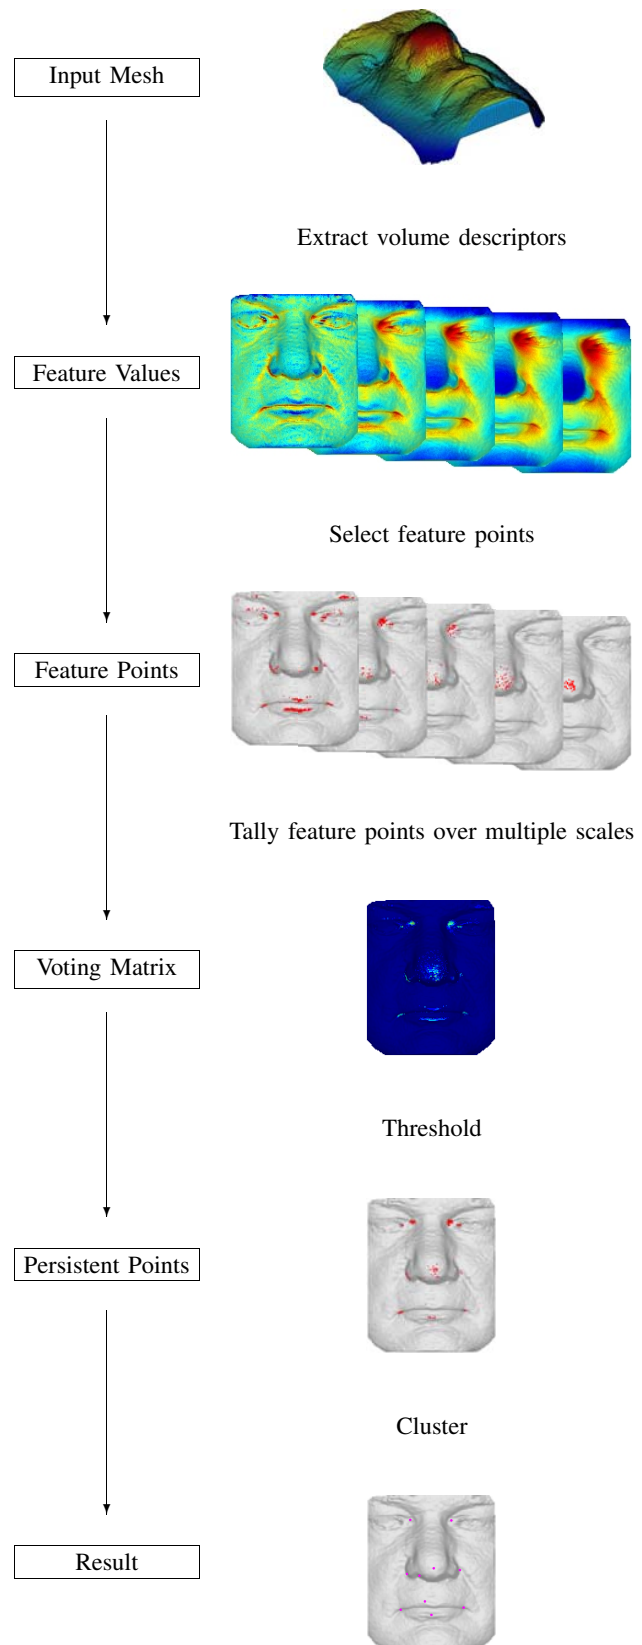 Input Mesh
Extract volume descriptors
Feature Values
Select feature points
Feature Points
Tally feature points over multiple scales
Voting Matrix
Threshold
Persistent Points
Cluster
Result